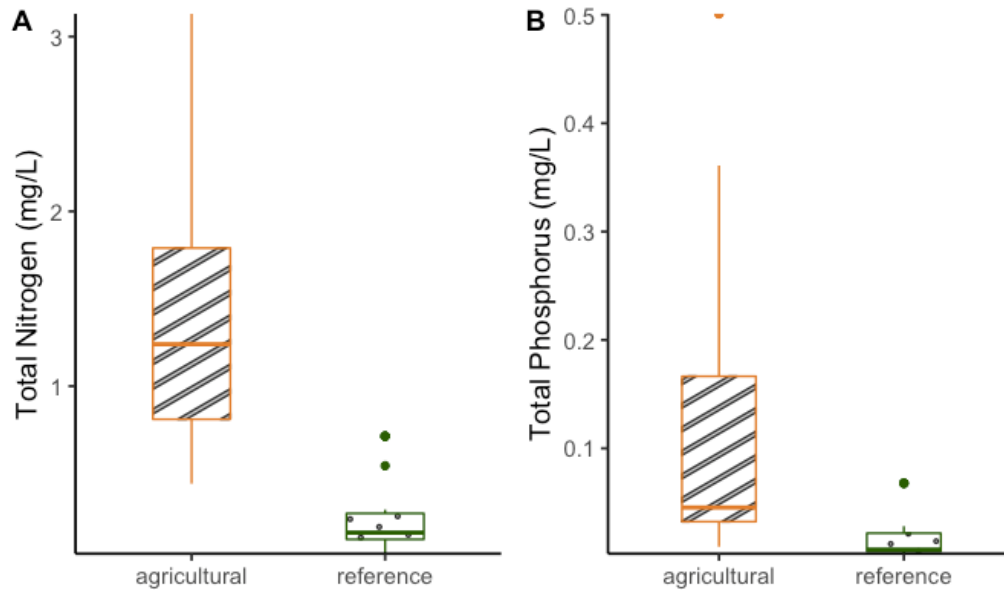 A
Total Nitrogen (mg/L)
3
2
1
agricultural
reference
B
Total Phosphorus (mg/L)
0.5
0.4
0.3
0.2
0.1
agricultural
reference